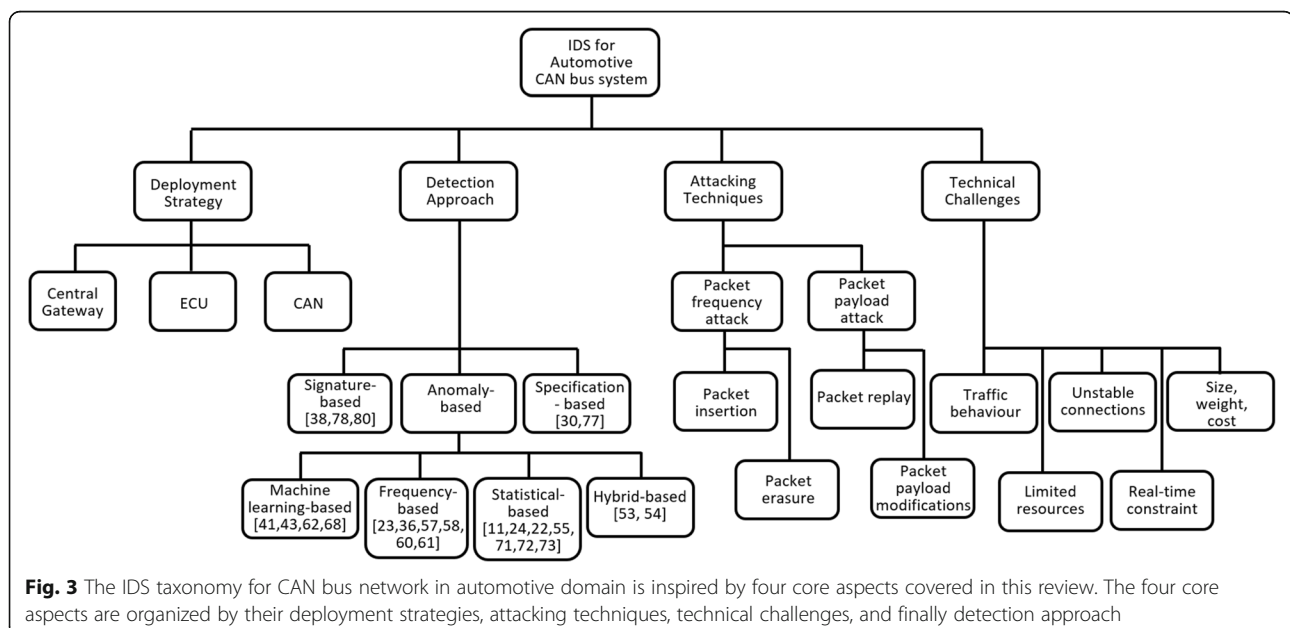 IDS for
Automotive
CAN bus system
Deployment
Strategy
Detection
Approach
Attacking
Techniques
Technical
Challenges
Central
Gateway
ECU
CAN
Packet
frequency
attack
Packet
payload
attack
Signature-
based
[38,78,80]
Anomaly-
based
Specification
- based
[30,77]
Packet
insertion
Packet replay
Traffic
behaviour
Unstable
connections
Size,
weight,
cost
Machine
learning-based
[41,43,62,68]
Frequency-
based
[23,36,57,58,
60,61]
Statistical-
based
[11,24,22,55,
71,72,73]
Hybrid-based
[53, 54]
Packet
erasure
Packet
payload
modifications
Limited
resources
Real-time
constraint
Fig. 3 The IDS taxonomy for CAN bus network in automotive domain is inspired by four core aspects covered in this review. The four core
aspects are organized by their deployment strategies, attacking techniques, technical challenges, and finally detection approach